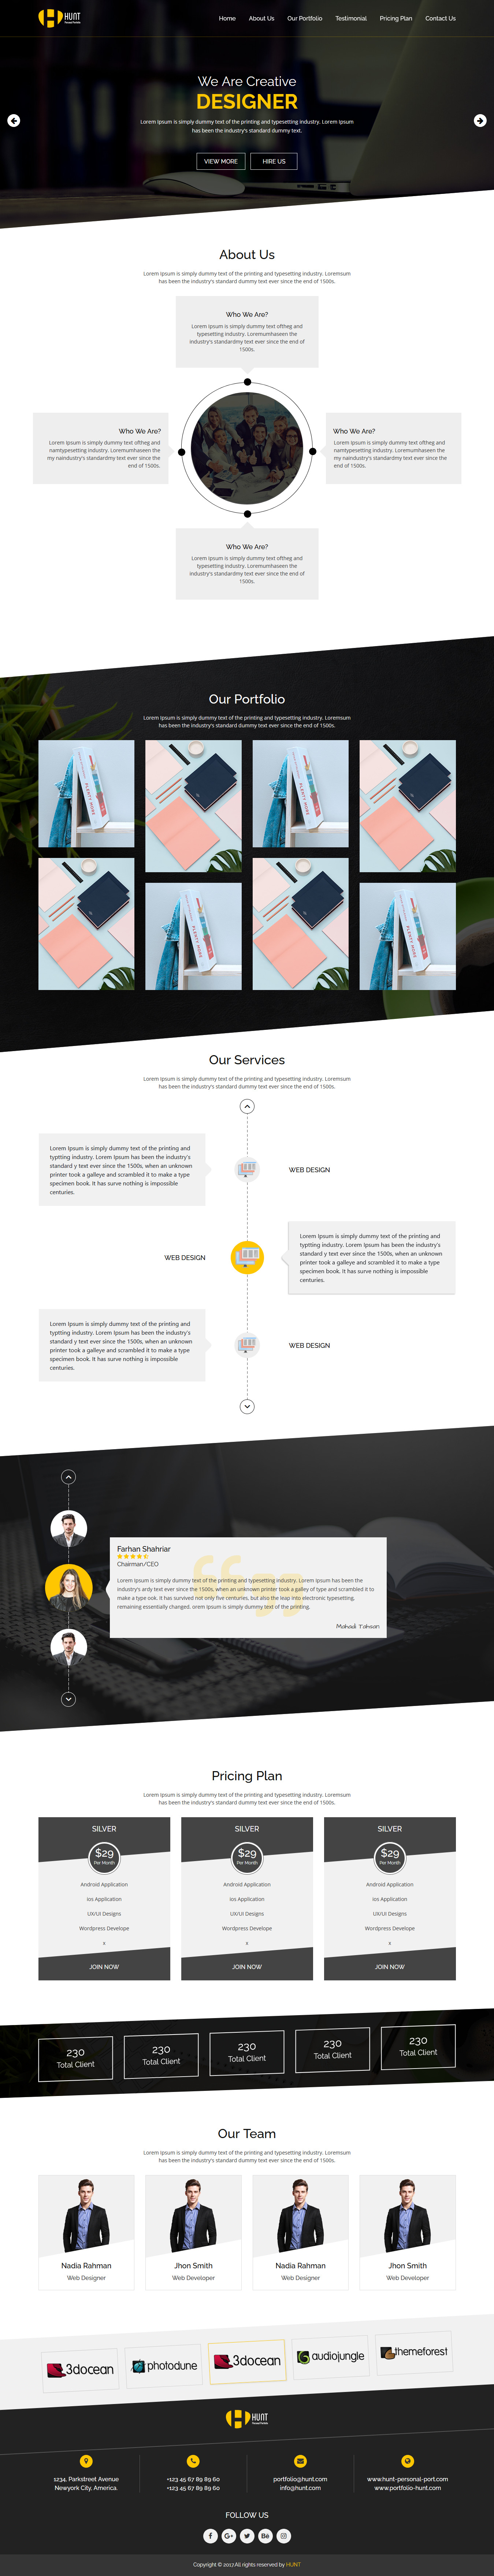 HUNT
Personal Portfolio
Home About Us Our Portfolio Testimonial Pricing Plan Contact Us
We Are Creative
DESIGNER
Lorem Ipsum is simply dummy text of the printing and typesetting industry. Lorem Ipsum
has been the industry's standard dummy text.
VIEW MORE HIRE US
About Us
Lorem Ipsum is simply dummy text of the printing and typesetting industry. Loremsum
has been the industry's standard dummy text ever since the end of 1500s.
Who We Are?
Lorem Ipsum is simply dummy text oftheg and
typesetting industry. Loremumhaseen the
industry's standardmy text ever since the end of
1500s.
Who We Are?
Lorem Ipsum is simply dummy text oftheg and
namtypesetting industry. Loremumhaseen the
my naindustry's standardmy text ever since the
end of 1500s.
Who We Are?
Lorem Ipsum is simply dummy text oftheg and
namtypesetting industry. Loremumhaseen the
my naindustry's standardmy text ever since the
end of 1500s.
Who We Are?
Lorem Ipsum is simply dummy text oftheg and
typesetting industry. Loremumhaseen the
industry's standardmy text ever since the end of
1500s.
Our Portfolio
Lorem Ipsum is simply dummy text of the printing and typesetting industry. Loremsum
has been the industry's standard dummy text ever since the end of 1500s.
PLENTY MORE
PLENTY MORE
PLENTY MORE
PLENTY MORE
Our Services
Lorem Ipsum is simply dummy text of the printing and typesetting industry. Loremsum
has been the industry's standard dummy text ever since the end of 1500s.
Lorem Ipsum is simply dummy text of the printing and
typtting industry. Lorem Ipsum has been the industry's
standard y text ever since the 1500s, when an unknown
printer took a galleye and scrambled it to make a type
specimen book. It has surve nothing is impossible
centuries.
WEB DESIGN
WEB DESIGN
Lorem Ipsum is simply dummy text of the printing and
typtting industry. Lorem Ipsum has been the industry's
standard y text ever since the 1500s, when an unknown
printer took a galleye and scrambled it to make a type
specimen book. It has surve nothing is impossible
centuries.
Lorem Ipsum is simply dummy text of the printing and
typtting industry. Lorem Ipsum has been the industry's
standard y text ever since the 1500s, when an unknown
printer took a galleye and scrambled it to make a type
specimen book. It has surve nothing is impossible
centuries.
WEB DESIGN
Farhan Shahriar
Chairman/CEO
Lorem Ipsum is simply dummy text of the printing and typesetting industry. Lorem Ipsum has been the
industry's ardy text ever since the 1500s, when an unknown printer took a galley of type and scrambled it to
make a type ook. It has survived not only five centuries, but also the leap into electronic typesetting,
remaining essentially changed. orem Ipsum is simply dummy text of the printing.
Mahadi Tahsan
Pricing Plan
Lorem Ipsum is simply dummy text of the printing and typesetting industry. Loremsum
has been the industry's standard dummy text ever since the end of 1500s.
SILVER SILVER SILVER
$29 $29 $29
Per Month Per Month Per Month
Android Application Android Application Android Application
ios Application ios Application ios Application
UX/UI Designs UX/UI Designs UX/UI Designs
Wordpress Develope Wordpress Develope Wordpress Develope
x x x
JOIN NOW JOIN NOW JOIN NOW
230 230 230 230 230
Total Client Total Client Total Client Total Client Total Client
Our Team
Lorem Ipsum is simply dummy text of the printing and typesetting industry. Loremsum
has been the industry's standard dummy text ever since the end of 1500s.
Nadia Rahman Jhon Smith Nadia Rahman Jhon Smith
Web Designer Web Developer Web Designer Web Developer
3docean photodune 3docean audiojungle themeforest
HUNT
Personal Portfolio
1234, Parkstreet Avenue +123 45 67 89 89 60 portfolio@hunt.com www.hunt-personal-port.com
Newyork City, America. +123 45 67 89 89 60 info@hunt.com www.portfolio-hunt.com
FOLLOW US
f G+ Bē
Copyright © 2017.All rights reserved by HUNT